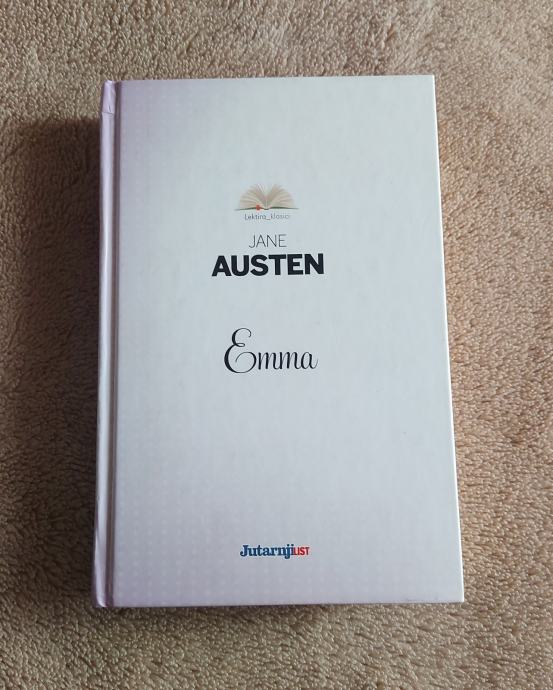 Lektira_klasici
JANE
AUSTEN
Emma
JutarnjiLIST